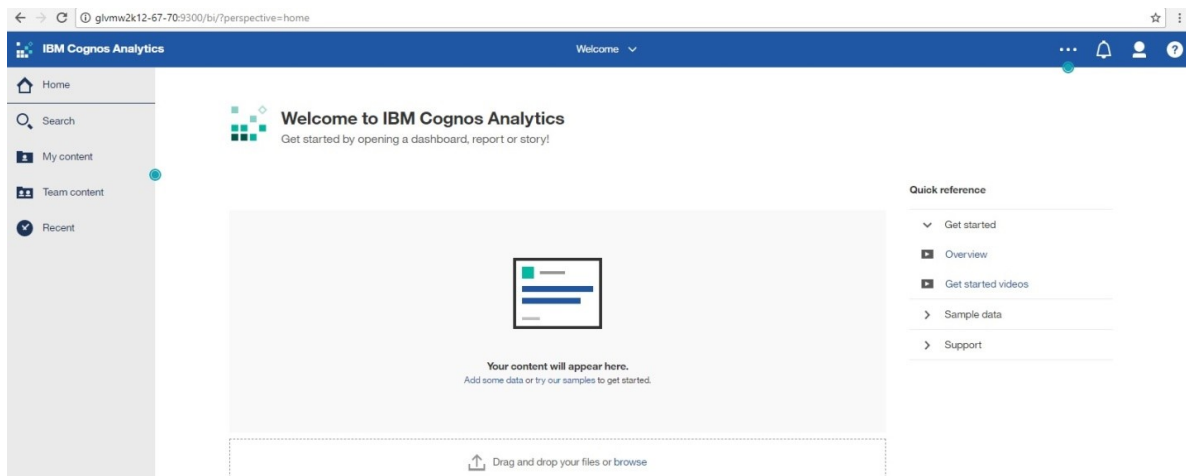 glvmw2k12-67-70:9300/bi/?perspective=home
IBM Cognos Analytics
Welcome
Home
Search
My content
Team content
Recent
Welcome to IBM Cognos Analytics
Get started by opening a dashboard, report or story!
Your content will appear here.
Add some data or try our samples to get started.
Drag and drop your files or browse
Quick reference
Get started
Overview
Get started videos
Sample data
Support